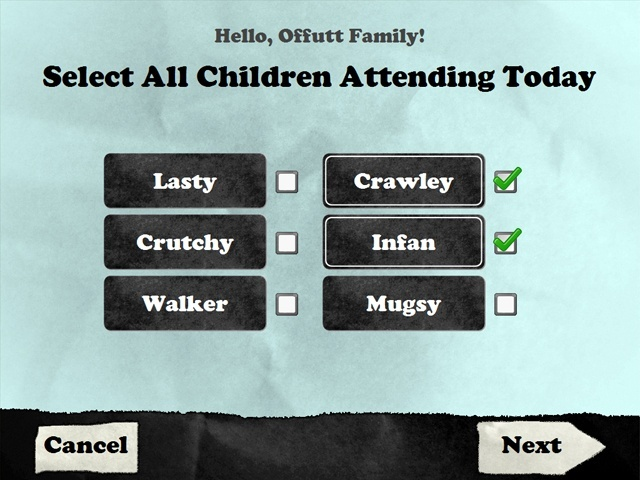 Hello, Offutt Family!
Select All Children Attending Today
Lasty
Crawley
Crutchy
Infan
Walker
Mugsy
Cancel
Next